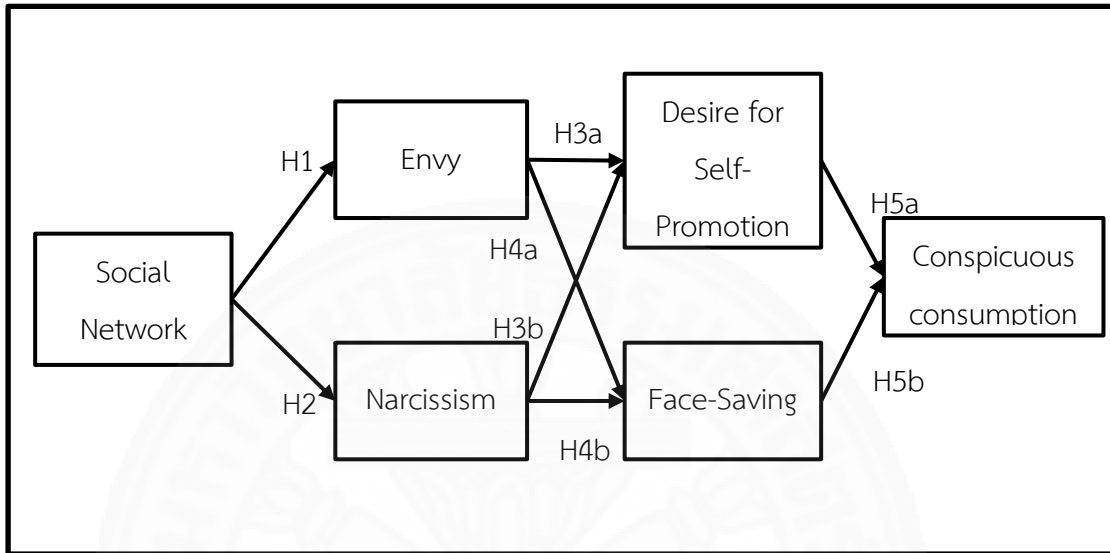 Social
Network
H1
H2
Envy
Narcissism
H3a
H4a
H3b
H4b
Desire for
Self-
Promotion
Face-Saving
H5a
H5b
Conspicuous
consumption